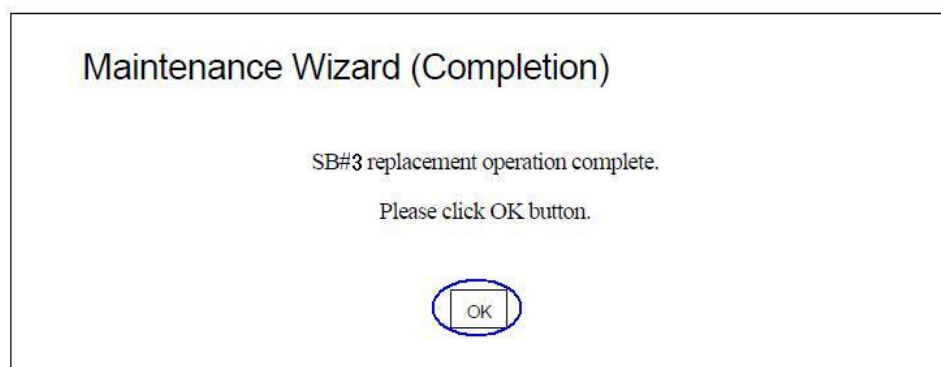 Maintenance Wizard (Completion)
SB#3 replacement operation complete.
Please click OK button.
OK